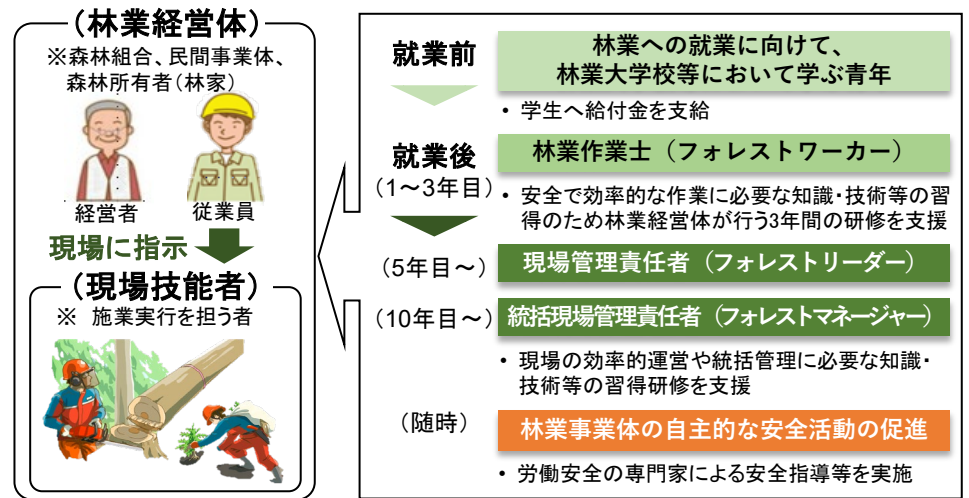 (林業経営体)
※森林組合、民間事業体、
森林所有者(林家)
経営者
従業員
現場に指示
(現場技能者)
※ 施業実行を担う者
就業前
林業への就業に向けて、
林業大学校等において学ぶ青年
・ 学生へ給付金を支給
就業後
(1～3年目)
林業作業士（フォレストワーカー）
・ 安全で効率的な作業に必要な知識・技術等の習
得のため林業経営体が行う3年間の研修を支援
(5年目～)
現場管理責任者（フォレストリーダー）
(10年目～)
統括現場管理責任者（フォレストマネージャー）
・ 現場の効率的運営や統括管理に必要な知識・
技術等の習得研修を支援
(随時)
林業事業体の自主的な安全活動の促進
・ 労働安全の専門家による安全指導等を実施